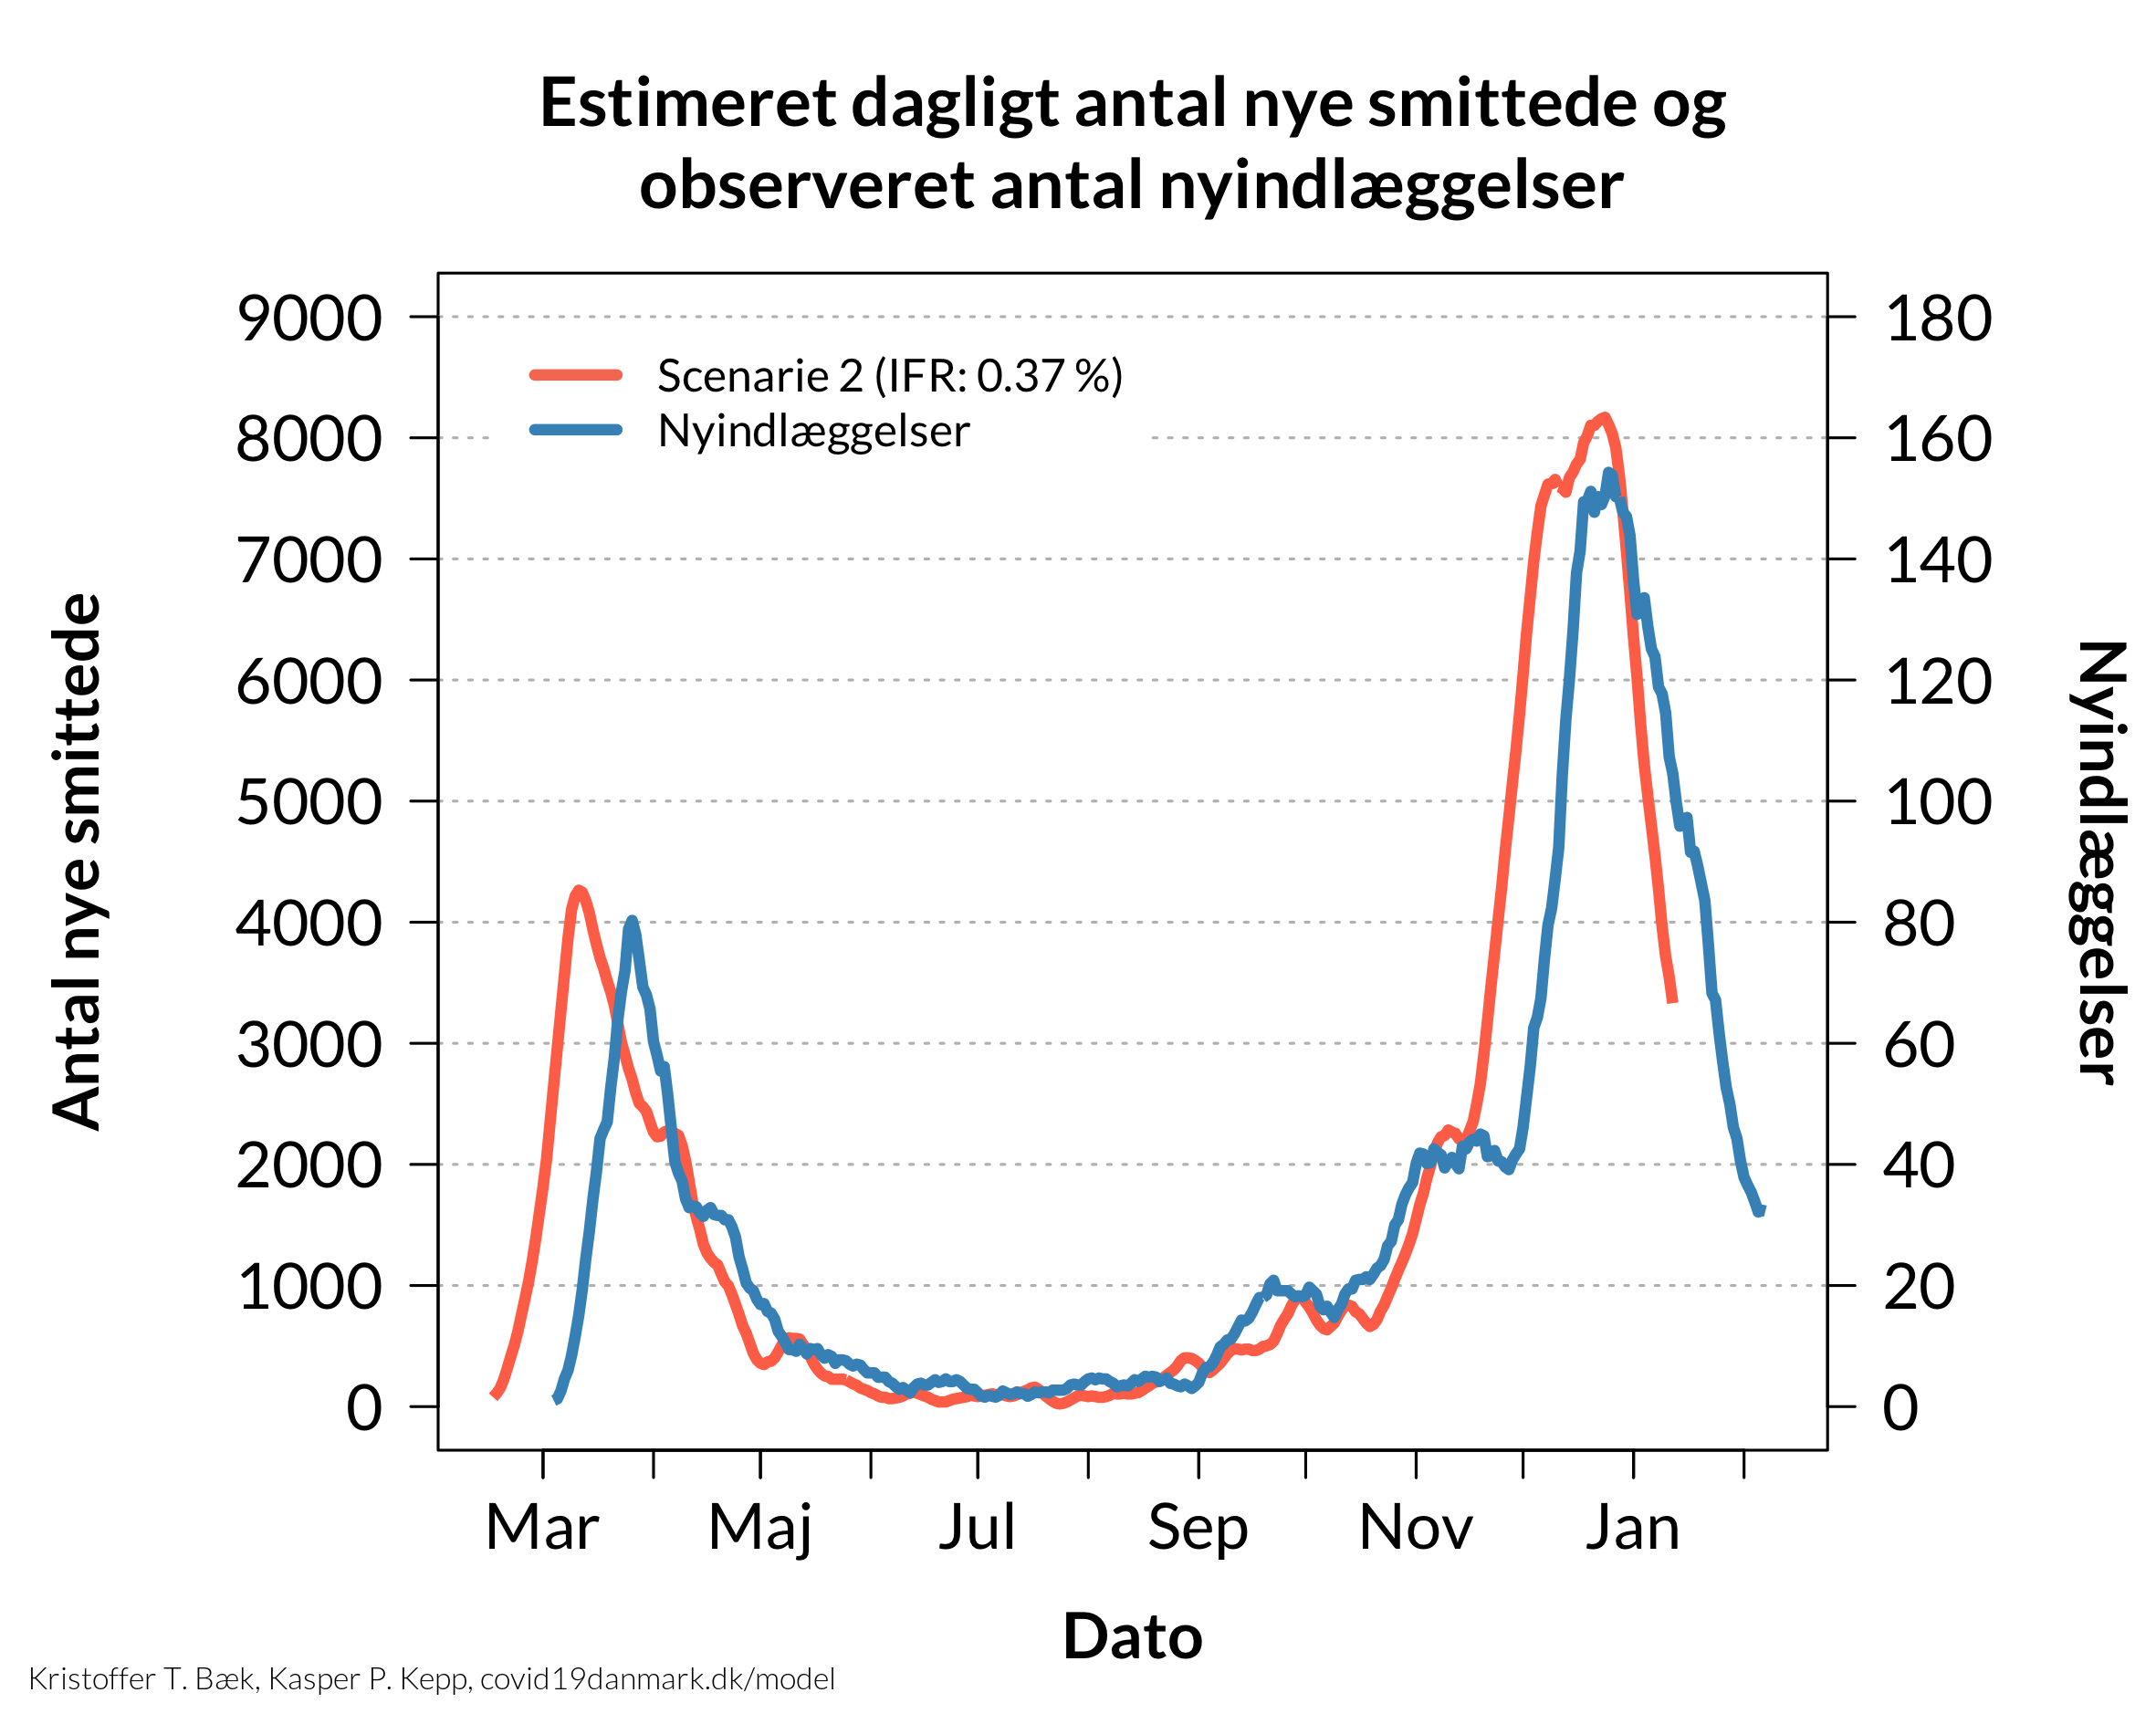 Estimeret dagligt antal nye smittede og
observeret antal nyindlæggelser
Scenarie 2 (IFR: 0.37 %)
Nyindlæggelser
Antal nye smittede
9000
8000
7000
6000
5000
4000
3000
2000
1000
0
180
160
140
120
100
80
60
40
20
0
Nyindlæggelser
Mar Maj Jul Sep Nov Jan
Dato
Kristoffer T. Bæk, Kasper P. Kepp, covid19danmark.dk/model